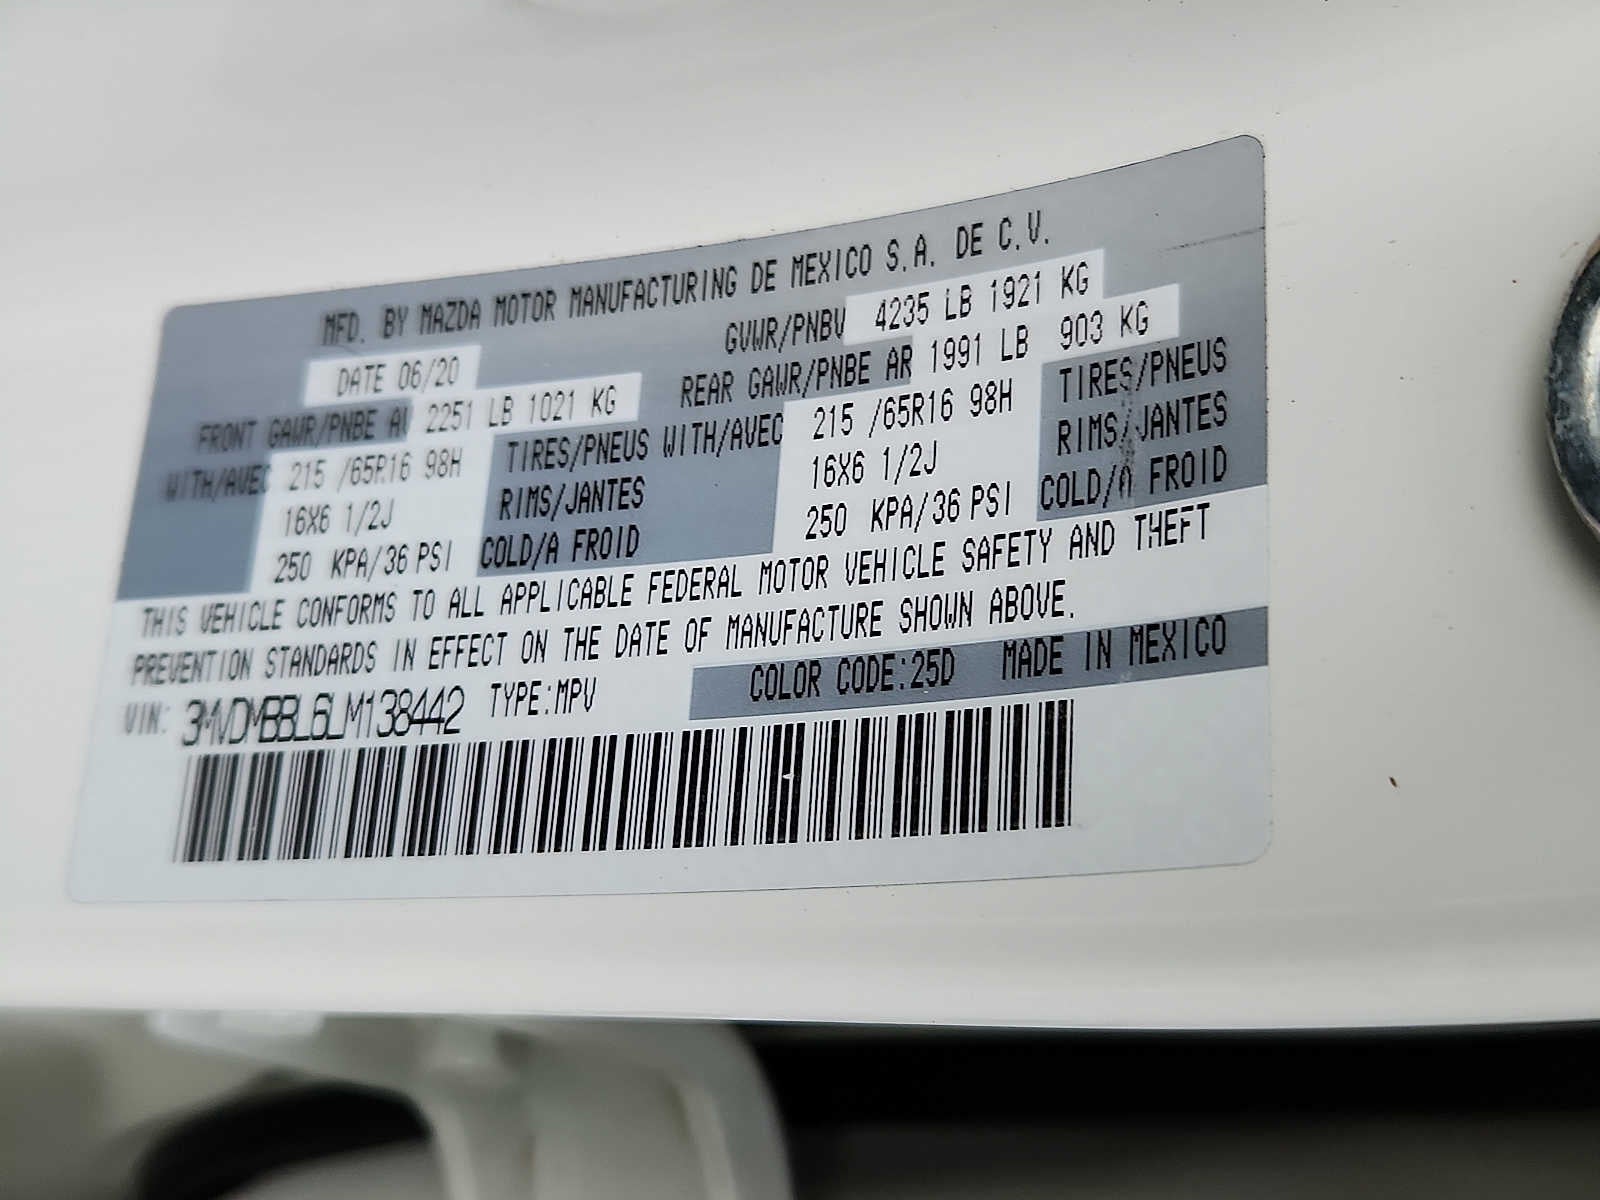 MFD. BY MAZDA MOTOR MANUFACTURING DE MEXICO S.A. DE C.V.
DATE 06/20 GVWR/PNBV 4235 LB 1921 KG
FRONT GAWR/PNBE AV 2251 LB 1021 KG REAR GAWR/PNBE AR 1991 LB 903 KG
WITH/AVEC 215 /65R16 98H TIRES/PNEUS WITH/AVEC 215 /65R16 98H TIRES/PNEUS
16X6 1/2J RIMS/JANTES 16X6 1/2J RIMS/JANTES
250 KPA/36 PSI COLD/A FROID 250 KPA/36 PSI COLD/A FROID
THIS VEHICLE CONFORMS TO ALL APPLICABLE FEDERAL MOTOR VEHICLE SAFETY AND THEFT
PREVENTION STANDARDS IN EFFECT ON THE DATE OF MANUFACTURE SHOWN ABOVE.
VIN: 3MVDMBBL6LM138442 TYPE:MPV COLOR CODE:25D MADE IN MEXICO